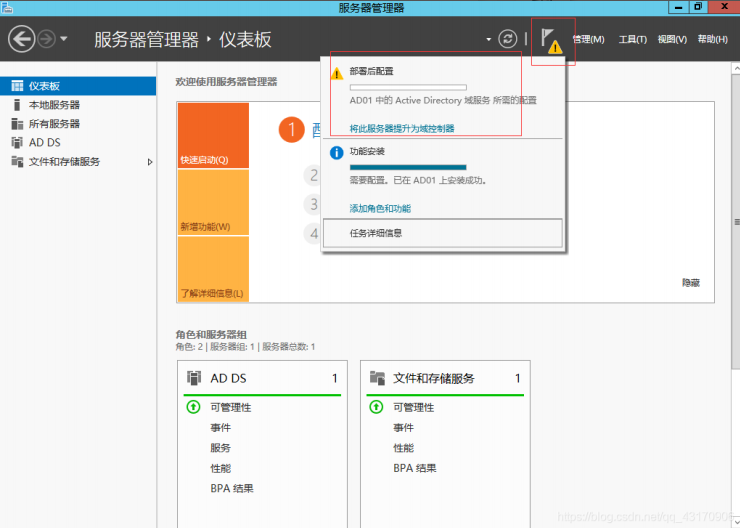 服务器管理器
服务器管理器 · 仪表板
管理(M) 工具(T) 视图(V) 帮助(H)
仪表板
本地服务器
所有服务器
AD DS
文件和存储服务
欢迎使用服务器管理器
快速启动(Q)
新增功能(W)
了解详细信息(L)
1
2
3
4
部署后配置
AD01 中的 Active Directory 域服务 所需的配置
将此服务器提升为域控制器
功能安装
需要配置。已在 AD01 上安装成功。
添加角色和功能
任务详细信息
隐藏
角色和服务器组
角色: 2 | 服务器组: 1 | 服务器总数: 1
AD DS 1
可管理性
事件
服务
性能
BPA 结果
文件和存储服务 1
可管理性
事件
性能
BPA 结果